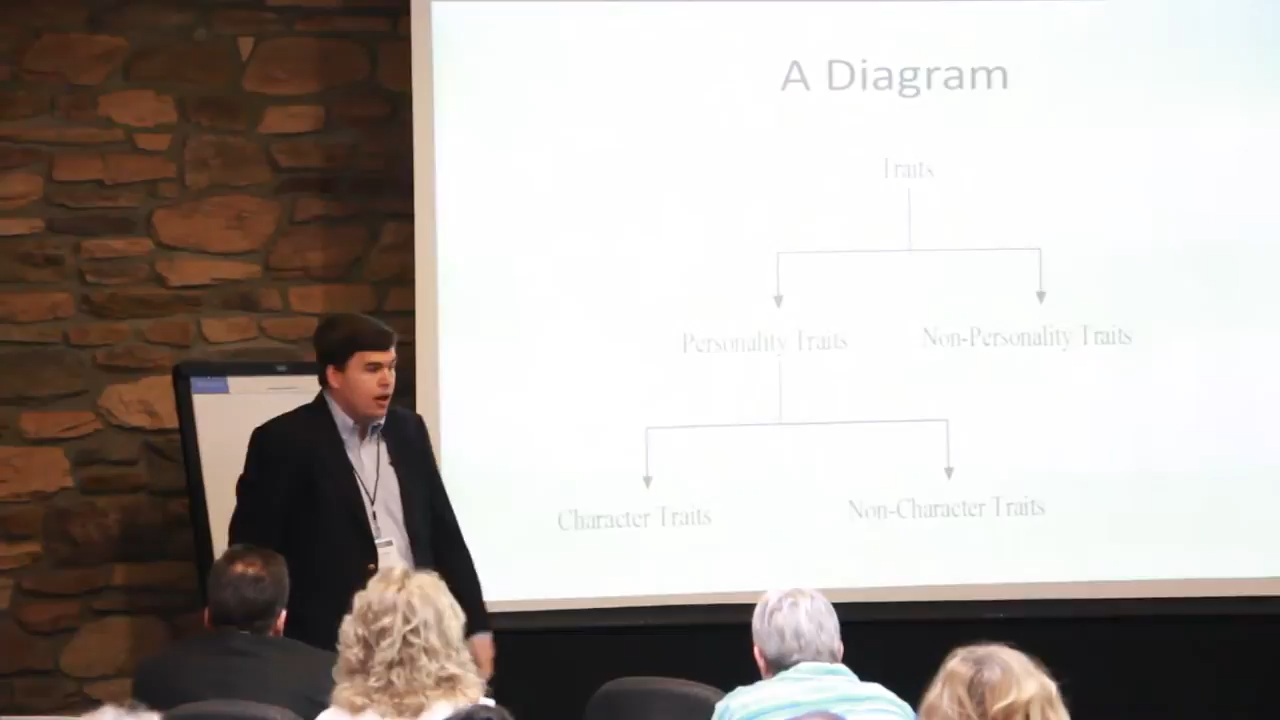 A Diagram
Traits
Personality Traits
Non-Personality Traits
Character Traits
Non-Character Traits